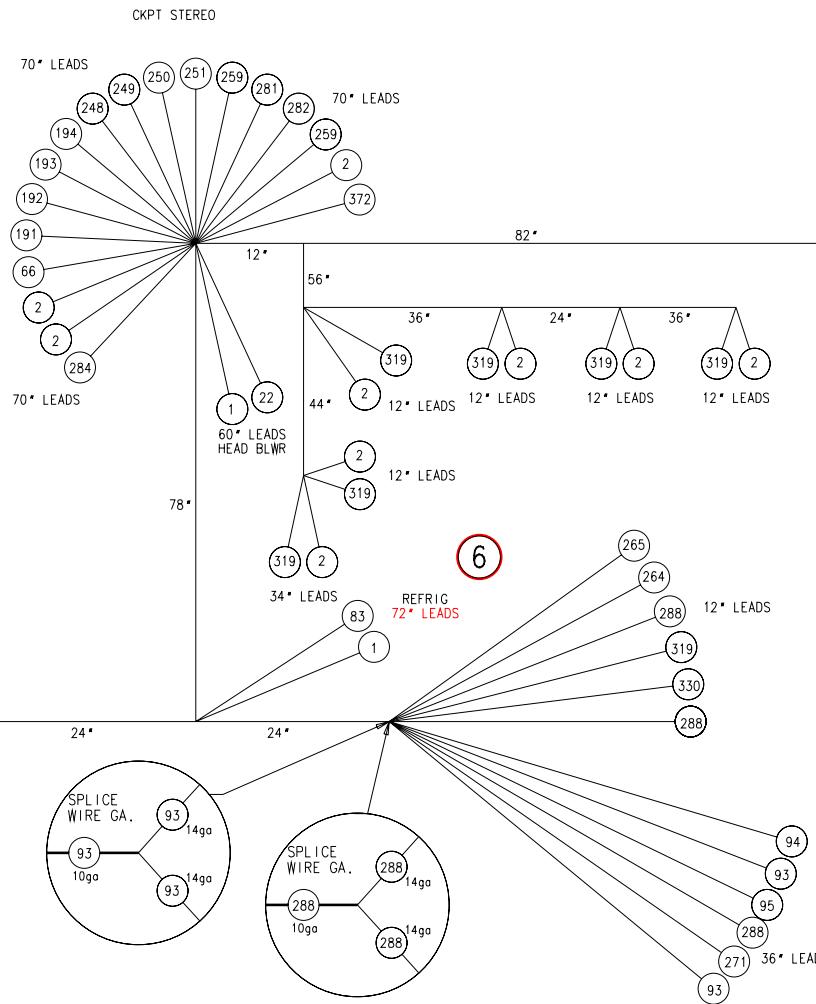 CKPT STEREO
70" LEADS
249
250
251
259
281
248
282
70" LEADS
194
259
193
2
192
372
191
82"
12"
66
56"
2
36"
24"
36"
2
319
319
2
319
2
319
2
284
2
12" LEADS
12" LEADS
12" LEADS
12" LEADS
70" LEADS
1
22
44"
60" LEADS
HEAD BLWR
2
12" LEADS
319
78"
319
2
6
265
34" LEADS
264
REFRIG
72" LEADS
83
288
12" LEADS
1
319
330
288
24"
24"
SPLICE
WIRE GA.
93
14ga
93
10ga
14ga
93
SPLICE
WIRE GA.
288
14ga
288
10ga
14ga
288
94
93
95
288
271
36" LEAD
93